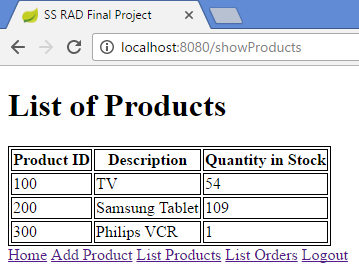 SS RAD Final Project
localhost:8080/showProducts
List of Products
Product ID Description Quantity in Stock
100 TV 54
200 Samsung Tablet 109
300 Philips VCR 1
Home Add Product List Products List Orders Logout